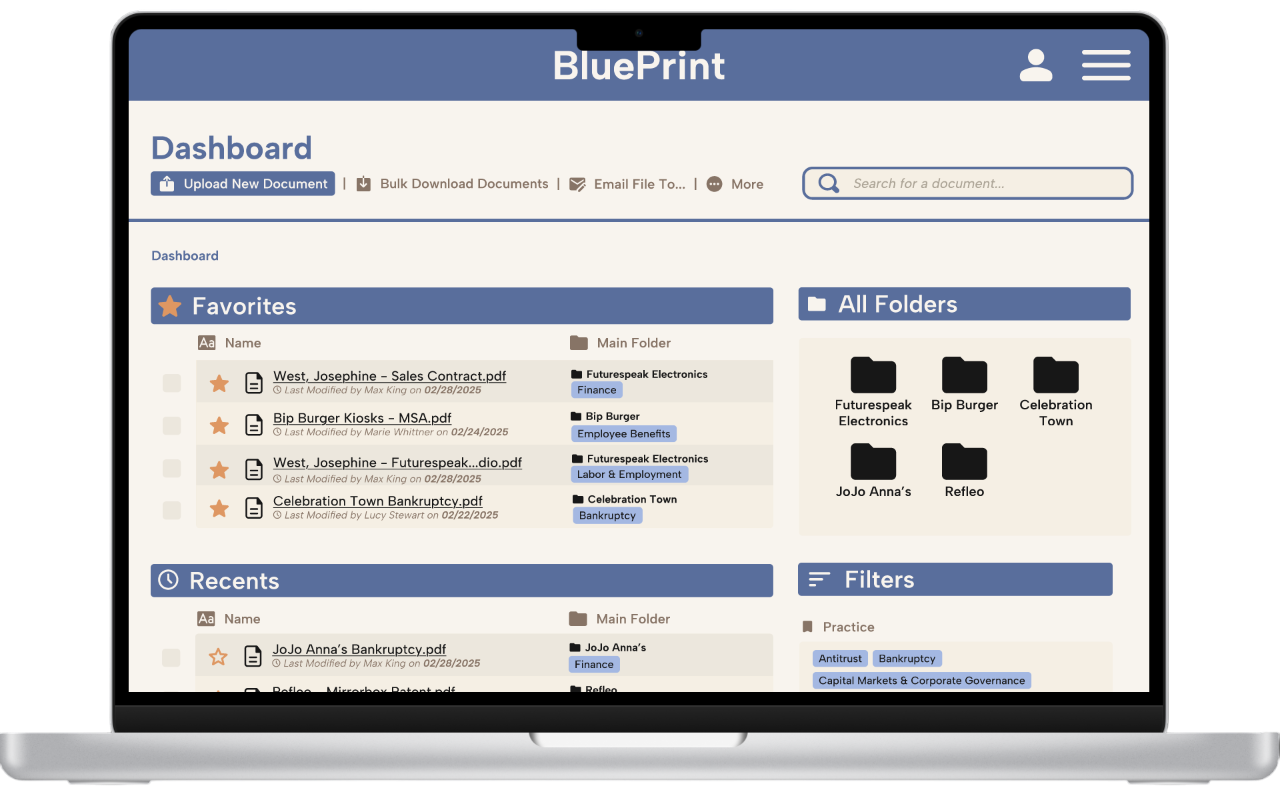 BluePrint
Dashboard
Upload New Document | Bulk Download Documents | Email File To... | More
Search for a document...
Dashboard
Favorites
Aa Name
Main Folder
West, Josephine - Sales Contract.pdf
Last Modified by Max King on 02/28/2025
Futurespeak Electronics
Finance
Bip Burger Kiosks - MSA.pdf
Last Modified by Marie Whittner on 02/24/2025
Bip Burger
Employee Benefits
West, Josephine - Futurespeak...dio.pdf
Last Modified by Max King on 02/28/2025
Futurespeak Electronics
Labor & Employment
Celebration Town Bankruptcy.pdf
Last Modified by Lucy Stewart on 02/22/2025
Celebration Town
Bankruptcy
All Folders
Futurespeak
Electronics
Bip Burger
Celebration
Town
JoJo Anna's
Refleo
Recents
Aa Name
Main Folder
JoJo Anna's Bankruptcy.pdf
Last Modified by Max King on 02/28/2025
JoJo Anna's
Finance
Refleo - Mirrorbox Patent.pdf
Refleo
Filters
Practice
Antitrust
Bankruptcy
Capital Markets & Corporate Governance